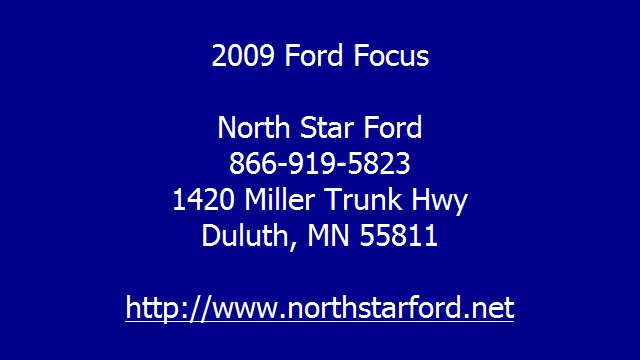 2009 Ford Focus
North Star Ford
866-919-5823
1420 Miller Trunk Hwy
Duluth, MN 55811
http://www.northstarford.net